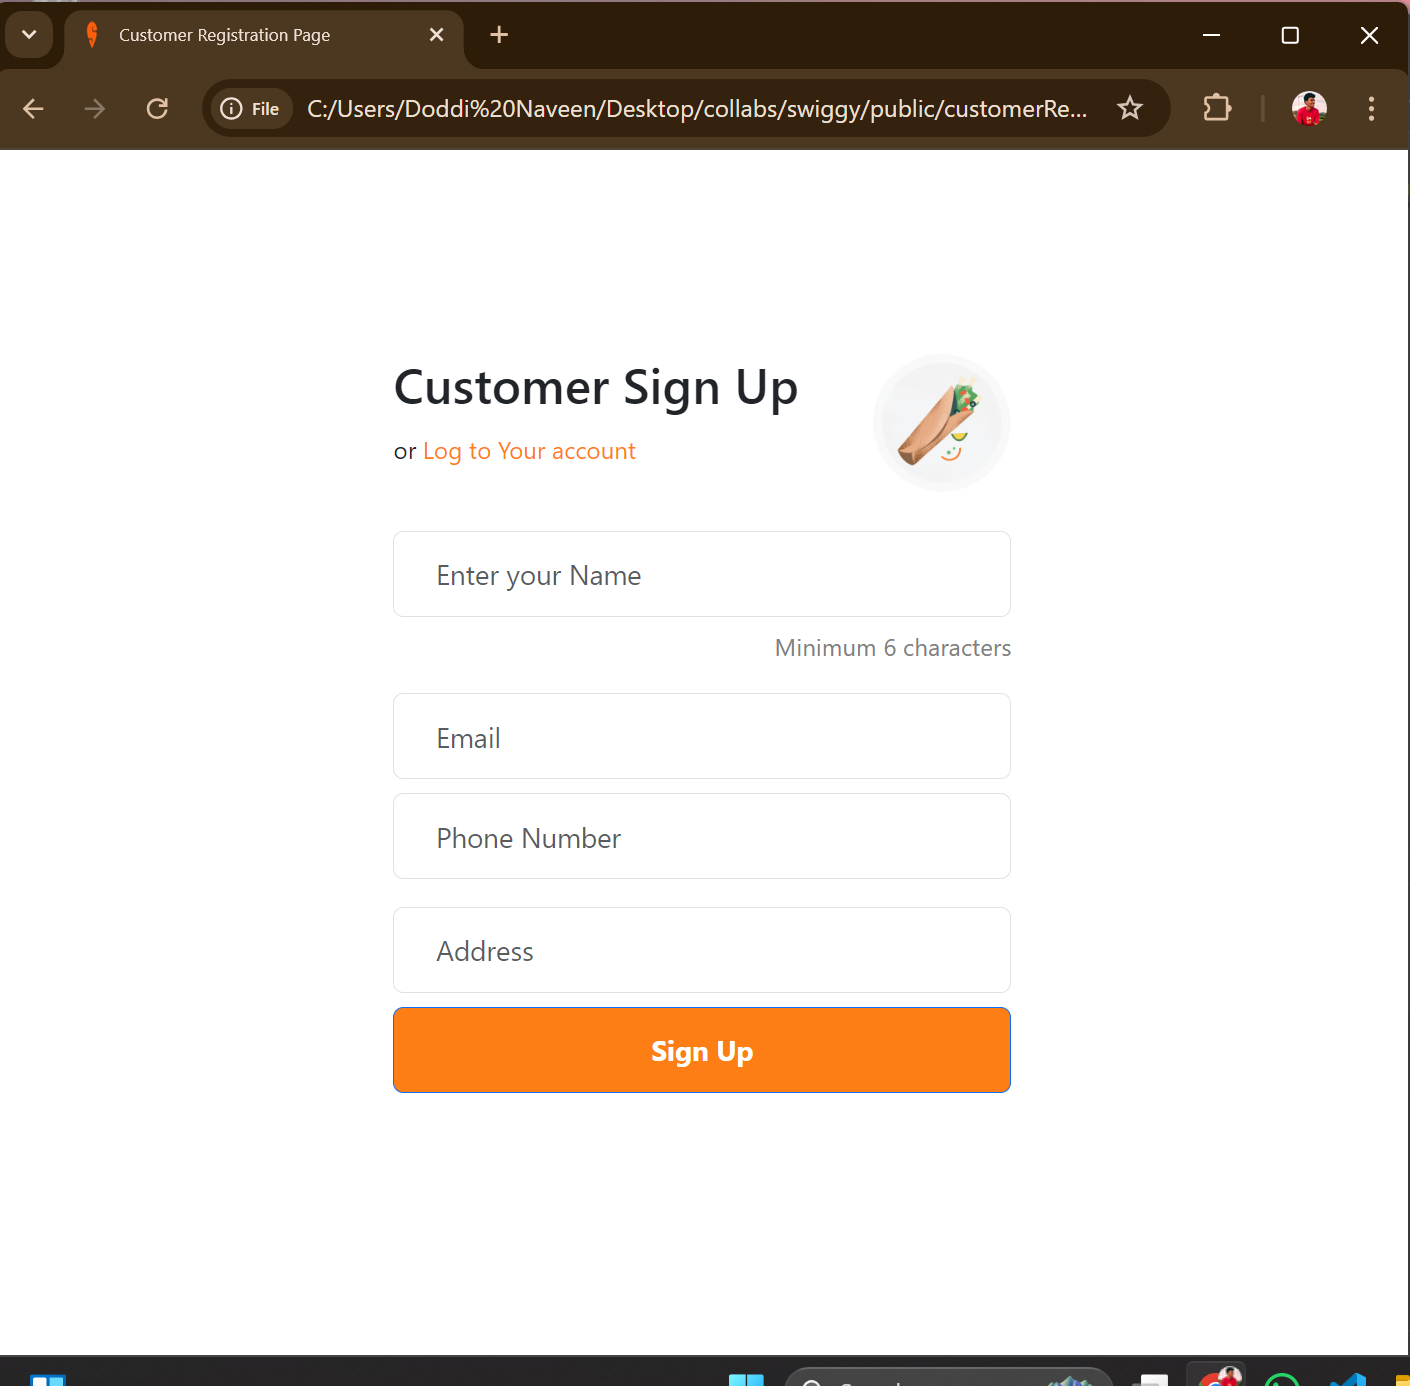 Customer Registration Page
File C:/Users/Doddi%20Naveen/Desktop/collabs/swiggy/public/customerRe...
Customer Sign Up
or Log to Your account
Enter your Name
Minimum 6 characters
Email
Phone Number
Address
Sign Up